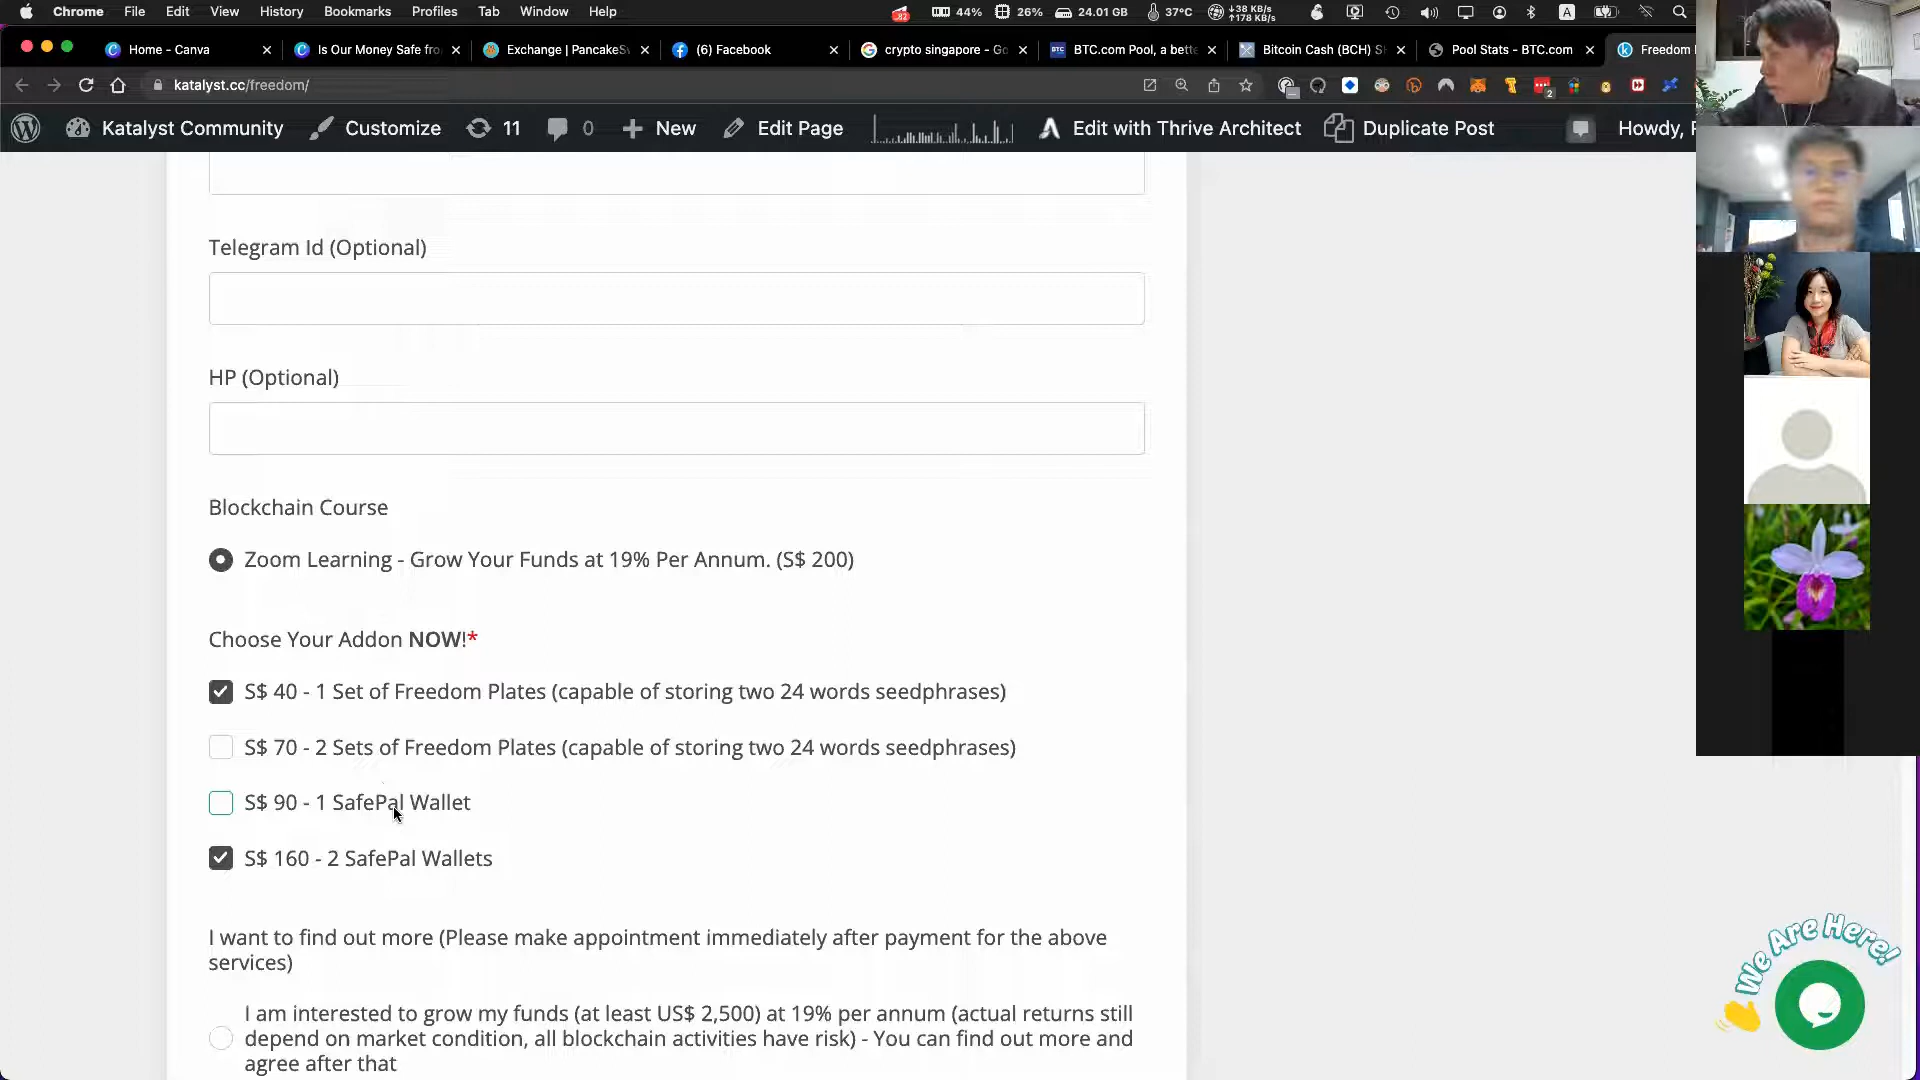 Chrome File Edit View History Bookmarks Profiles Tab Window Help 44% 26% 24.01 GB 37°C ↓38 KB/s ↑178 KB/s A
Home - Canva Is Our Money Safe fro Exchange | PancakeSw (6) Facebook crypto singapore - Go BTC.com Pool, a bette Bitcoin Cash (BCH) S Pool Stats - BTC.com Freedom
katalyst.cc/freedom/
Katalyst Community Customize 11 0 New Edit Page Edit with Thrive Architect Duplicate Post Howdy,
Telegram Id (Optional)
HP (Optional)
Blockchain Course
Zoom Learning - Grow Your Funds at 19% Per Annum. (S$ 200)
Choose Your Addon NOW!*
S$ 40 - 1 Set of Freedom Plates (capable of storing two 24 words seedphrases)
S$ 70 - 2 Sets of Freedom Plates (capable of storing two 24 words seedphrases)
S$ 90 - 1 SafePal Wallet
S$ 160 - 2 SafePal Wallets
I want to find out more (Please make appointment immediately after payment for the above
services)
I am interested to grow my funds (at least US$ 2,500) at 19% per annum (actual returns still
depend on market condition, all blockchain activities have risk) - You can find out more and
agree after that
We Are Here!